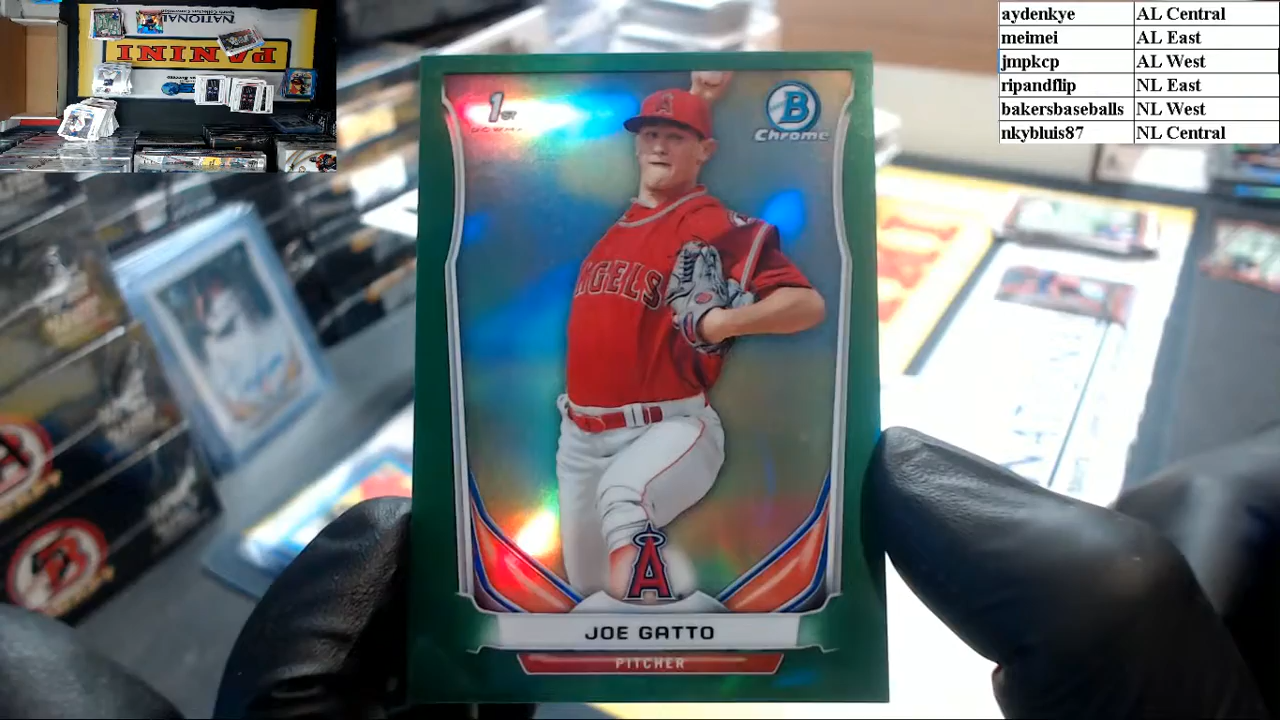 NATIONAL
PANINI
aydenkye AL Central
meimei AL East
jmpkcp AL West
ripandflip NL East
bakersbaseballs NL West
nkybluis87 NL Central
1ST
BOWMAN
B
Chrome
A
ANGELS
A
JOE GATTO
PITCHER
B